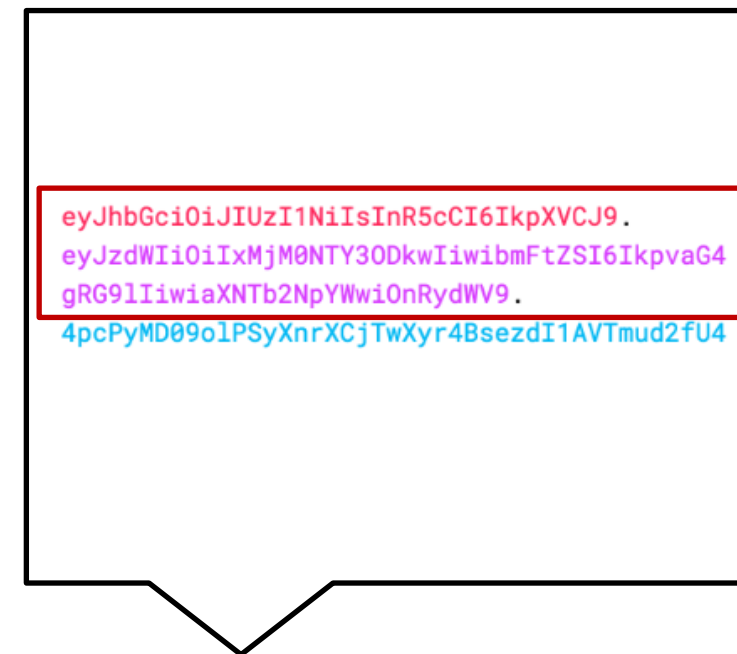 eyJhbGciOiJIUzI1NiIsInR5cCI6IkpXVCJ9.
eyJzdWIiOiIxMjM0NTY3ODkwIiwibmFtZSI6IkpvaG4
gRG9lIiwiaXNTb2NpYWwiOnRydWV9.
4pcPyMD09olPSyXnrXCjTwXyr4BsezdI1AVTmud2fU4